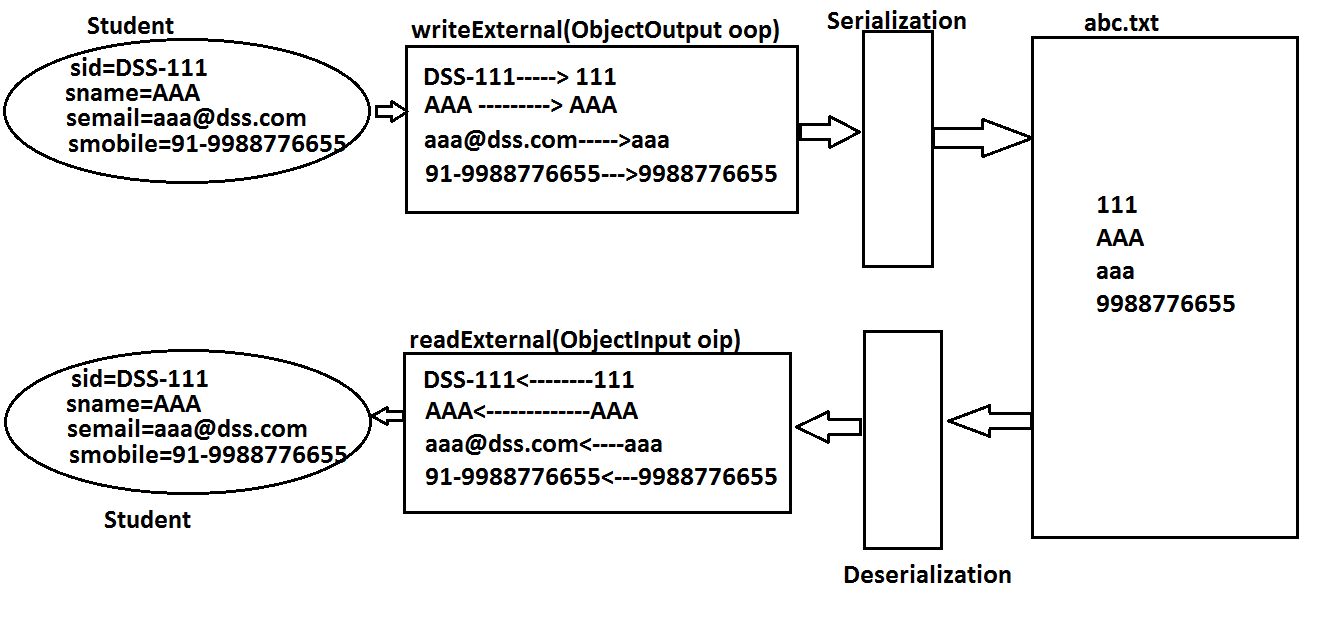 Student
sid=DSS-111
sname=AAA
semail=aaa@dss.com
smobile=91-9988776655
writeExternal(ObjectOutput oop)
DSS-111-----> 111
AAA ---------> AAA
aaa@dss.com----->aaa
91-9988776655--->9988776655
Serialization
abc.txt
111
AAA
aaa
9988776655
readExternal(ObjectInput oip)
DSS-111<--------111
AAA<-------------AAA
aaa@dss.com<----aaa
91-9988776655<---9988776655
sid=DSS-111
sname=AAA
semail=aaa@dss.com
smobile=91-9988776655
Student
Deserialization